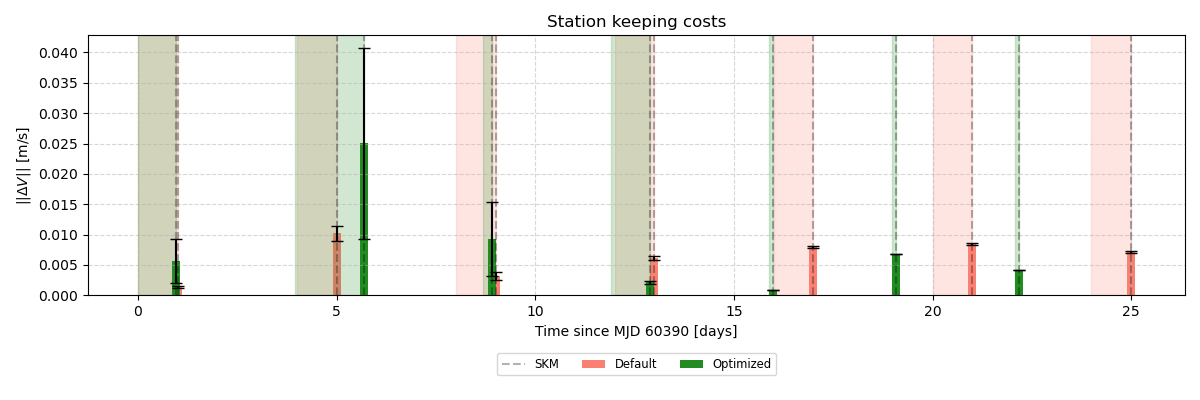 Station keeping costs
||ΔV|| [m/s]
0.040
0.035
0.030
0.025
0.020
0.015
0.010
0.005
0.000
0 5 10 15 20 25
Time since MJD 60390 [days]
SKM Default Optimized